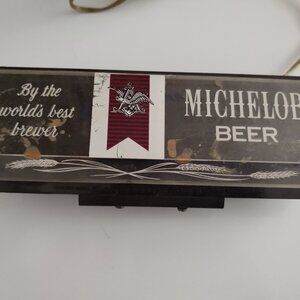 By the
world's best
brewer
MICHELOB
BEER